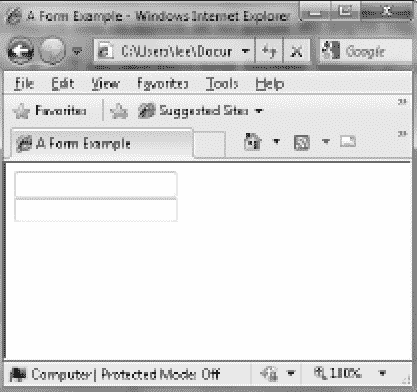 A Form Example - Windows Internet Explorer
C:\Users\lee\Docur
Google
File Edit View Favorites Tools Help
Favorites Suggested Sites
A Form Example
Computer | Protected Mode: Off 100%